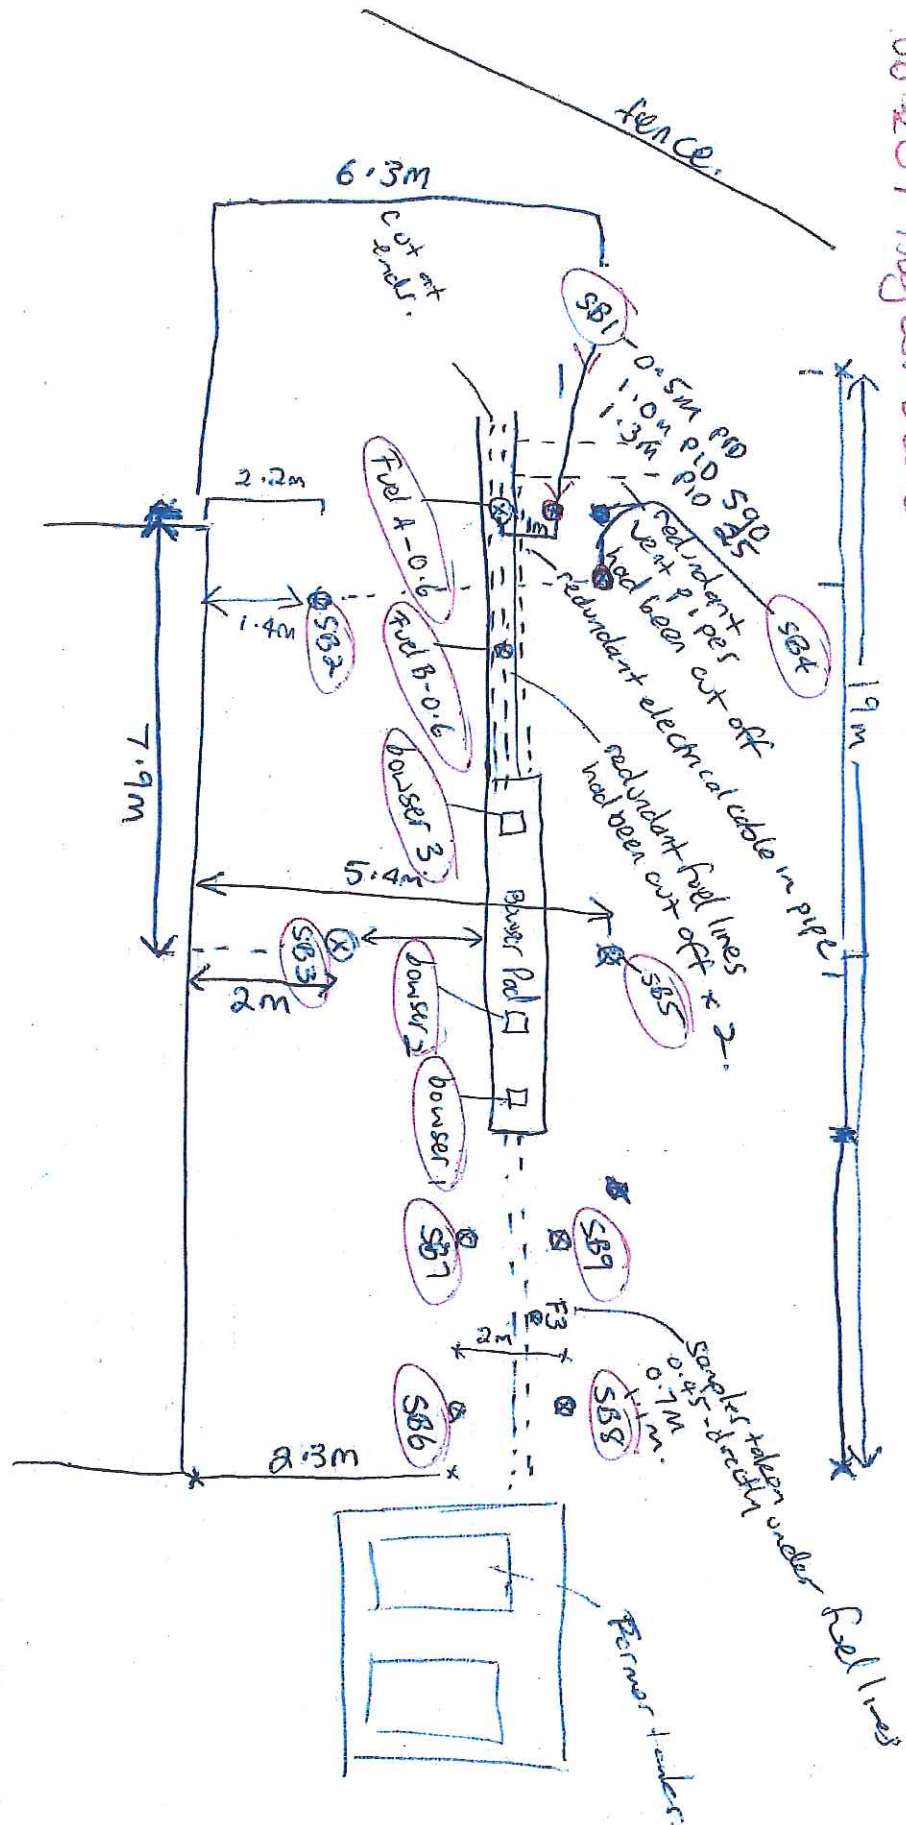 fence.
6.3m
cut at
ends.
SB1
0.5m PID
1.0m PID 590
1.3m, PID 25
2.2m
Fuel A-0.6
1m
redundant
vent pipes
had been cut off
SB4
19m
1.4m
SB2
Fuel B-0.6
redundant electrical cable in pipe
redundant fuel lines
had been cut off x 2.
7.9m
bowser 3.
5.4m
SB3
2m
Bowser Pad
SB5
bowser 2
bowser 1
SB7
SB9
F3
2m
samples taken under fuel lines
0.45-directly
0.7m
1.1m.
SB6
SB8
2.3m
Former tanks.